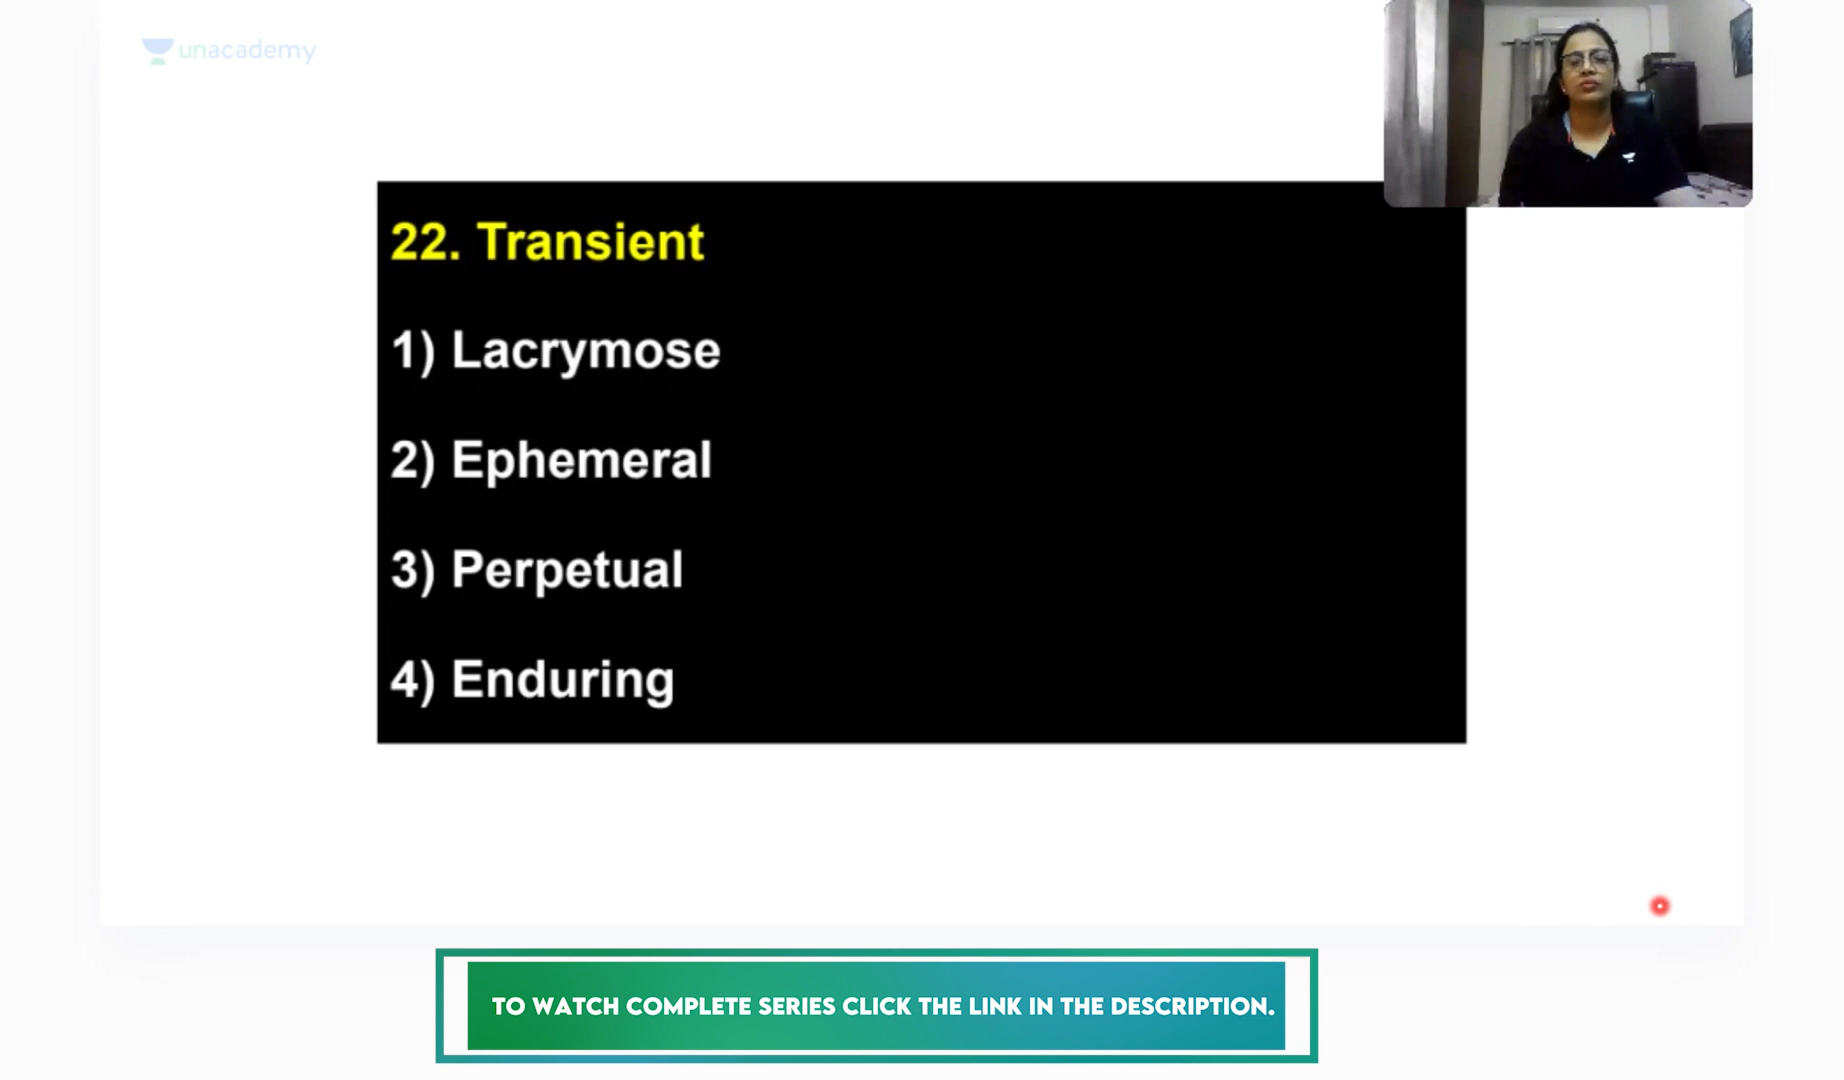 unacademy
22. Transient
1) Lacrymose
2) Ephemeral
3) Perpetual
4) Enduring
TO WATCH COMPLETE SERIES CLICK THE LINK IN THE DESCRIPTION.